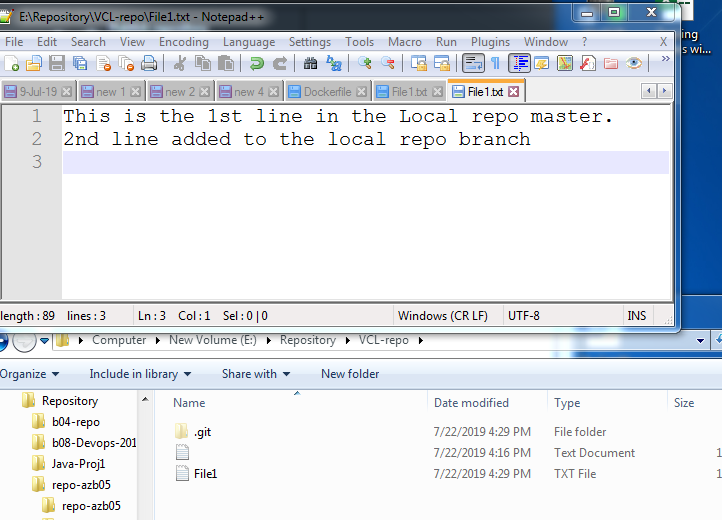 E:\Repository\VCL-repo\File1.txt - Notepad++
File Edit Search View Encoding Language Settings Tools Macro Run Plugins Window ? X
9-Jul-19 new 1 new 2 new 4 Dockerfile File1.txt File1.txt
1 This is the 1st line in the Local repo master.
2 2nd line added to the local repo branch
3
length : 89 lines : 3 Ln : 3 Col : 1 Sel : 0 | 0 Windows (CR LF) UTF-8 INS
ing
s wi...
Computer New Volume (E:) Repository VCL-repo
Organize Include in library Share with New folder
Repository
b04-repo
b08-Devops-201
Java-Proj1
repo-azb05
repo-azb05
Name Date modified Type Size
.git 7/22/2019 4:29 PM File folder
7/22/2019 4:16 PM Text Document 1
File1 7/22/2019 4:29 PM TXT File 1